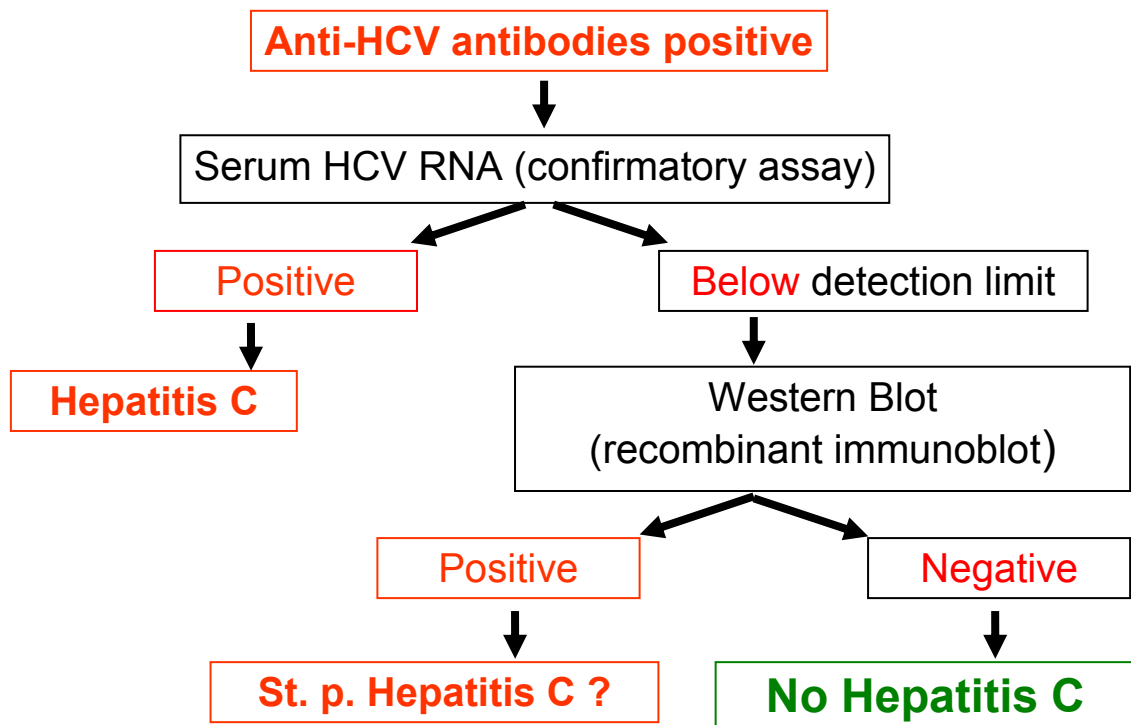 Anti-HCV antibodies positive
Serum HCV RNA (confirmatory assay)
Positive
Below detection limit
Hepatitis C
Western Blot
(recombinant immunoblot)
Positive
Negative
St. p. Hepatitis C ?
No Hepatitis C